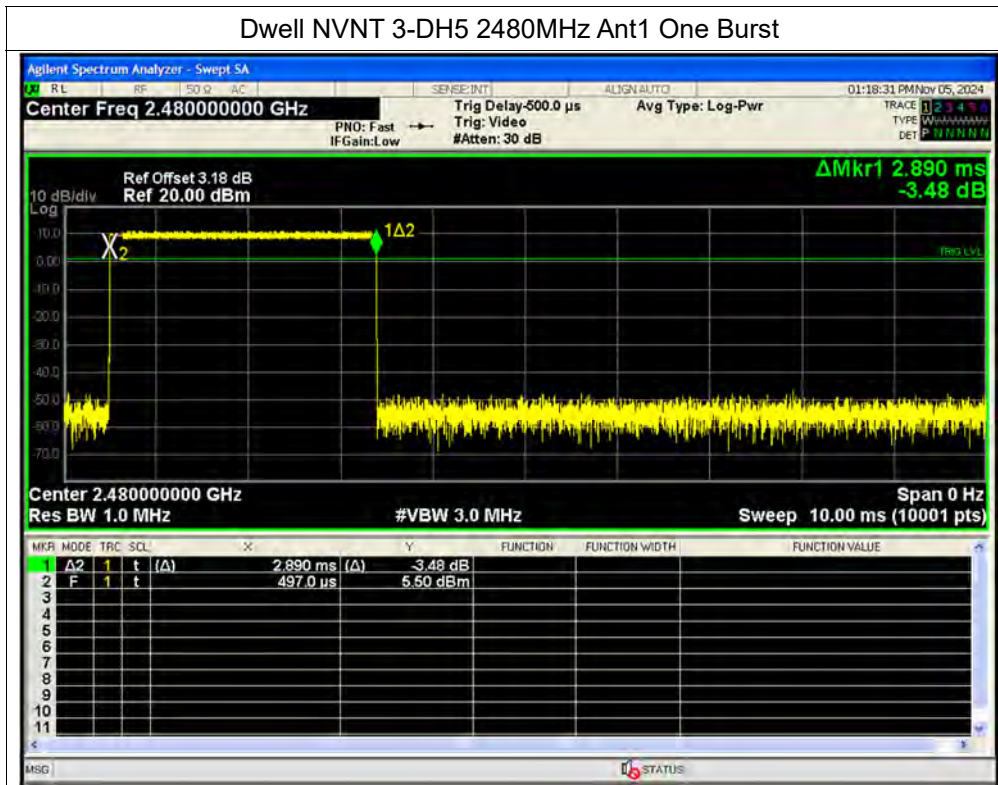 Dwell NVNT 3-DH5 2480MHz Ant1 One Burst
Agilent Spectrum Analyzer - Swept SA
RL RF 50 Ω AC SENSE:INT ALIGN AUTO 01:18:31 PM Nov 05, 2024
Center Freq 2.480000000 GHz Trig Delay-500.0 µs Avg Type: Log-Pwr TRACE 1 2 3 4 5 6
PNO: Fast Trig: Video TYPE W
IFGain:Low #Atten: 30 dB DET P N N N N N
ΔMkr1 2.890 ms
-3.48 dB
Ref Offset 3.18 dB
10 dB/div Ref 20.00 dBm
Log
10.0
1Δ2
2
TRIG LVL
0.00
-10.0
-20.0
-30.0
-40.0
-50.0
-60.0
-70.0
Center 2.480000000 GHz Span 0 Hz
Res BW 1.0 MHz #VBW 3.0 MHz Sweep 10.00 ms (10001 pts)
MKR MODE TRC SCL X Y FUNCTION FUNCTION WIDTH FUNCTION VALUE
1 Δ2 1 t (Δ) 2.890 ms (Δ) -3.48 dB
2 F 1 t 497.0 µs 5.50 dBm
3
4
5
6
7
8
9
10
11
MSG STATUS